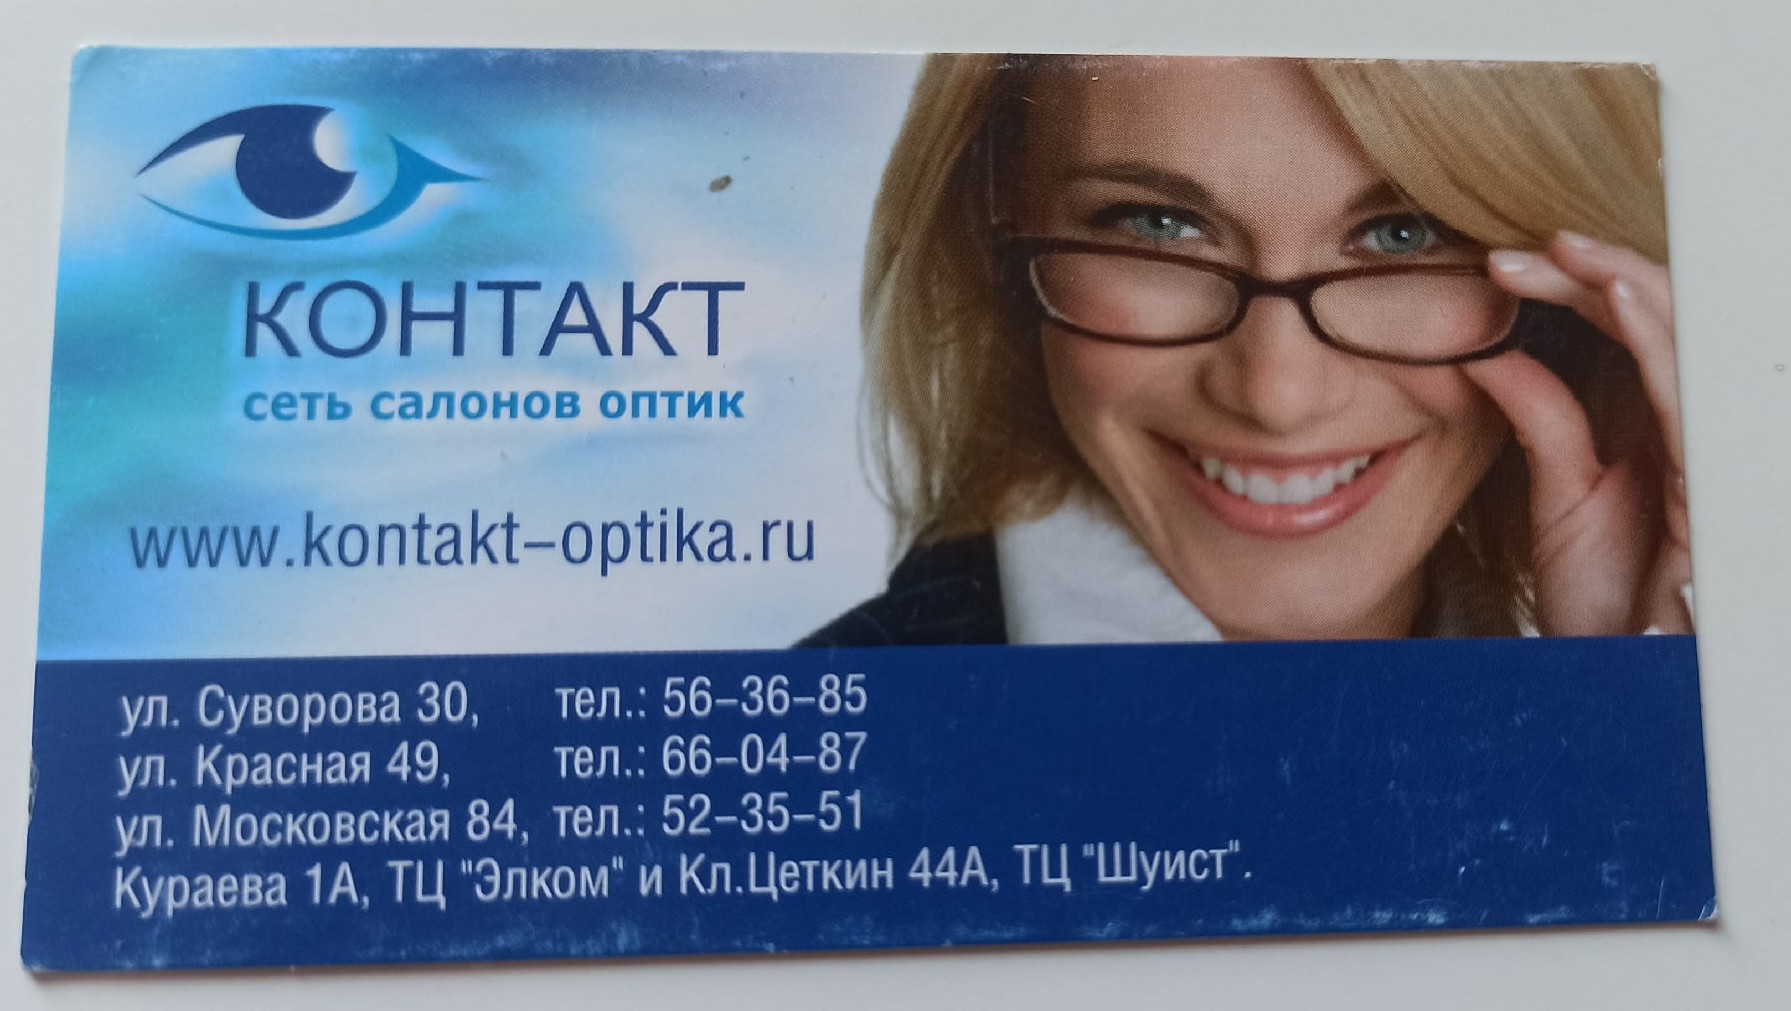 КОНТАКТ
сеть салонов оптик
www.kontakt-optika.ru
ул. Суворова 30, тел.: 56-36-85
ул. Красная 49, тел.: 66-04-87
ул. Московская 84, тел.: 52-35-51
Кураева 1А, ТЦ "Элком" и Кл.Цеткин 44А, ТЦ "Шуист".